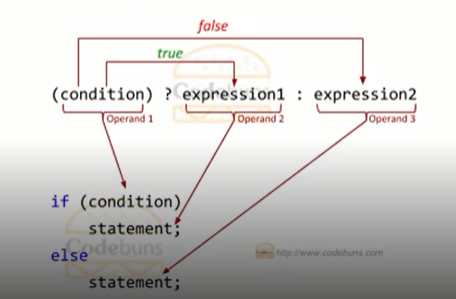 false
true
(condition) ? expression1 : expression2
Operand 1 Operand 2 Operand 3
if (condition)
statement;
Codebuns
else
http://www.codebuns.com
statement;